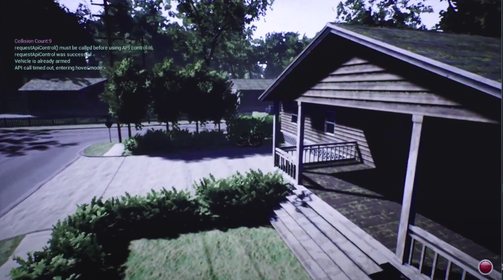 Collision Count:9
requestApiControl() must be called before using API control
requestApiControl was successful
Vehicle is already armed
API call timed out, entering hover mode